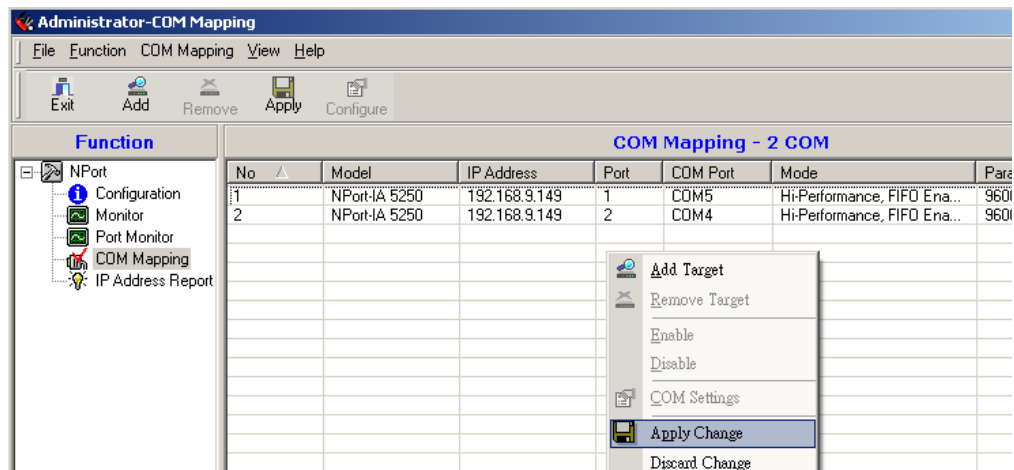 Administrator-COM Mapping
File Function COM Mapping View Help
Exit Add Remove Apply Configure
Function
COM Mapping - 2 COM
NPort
Configuration
Monitor
Port Monitor
COM Mapping
IP Address Report
No Model IP Address Port COM Port Mode Para
1 NPort-IA 5250 192.168.9.149 1 COM5 Hi-Performance, FIFO Ena... 960
2 NPort-IA 5250 192.168.9.149 2 COM4 Hi-Performance, FIFO Ena... 960
Add Target
Remove Target
Enable
Disable
COM Settings
Apply Change
Discard Change